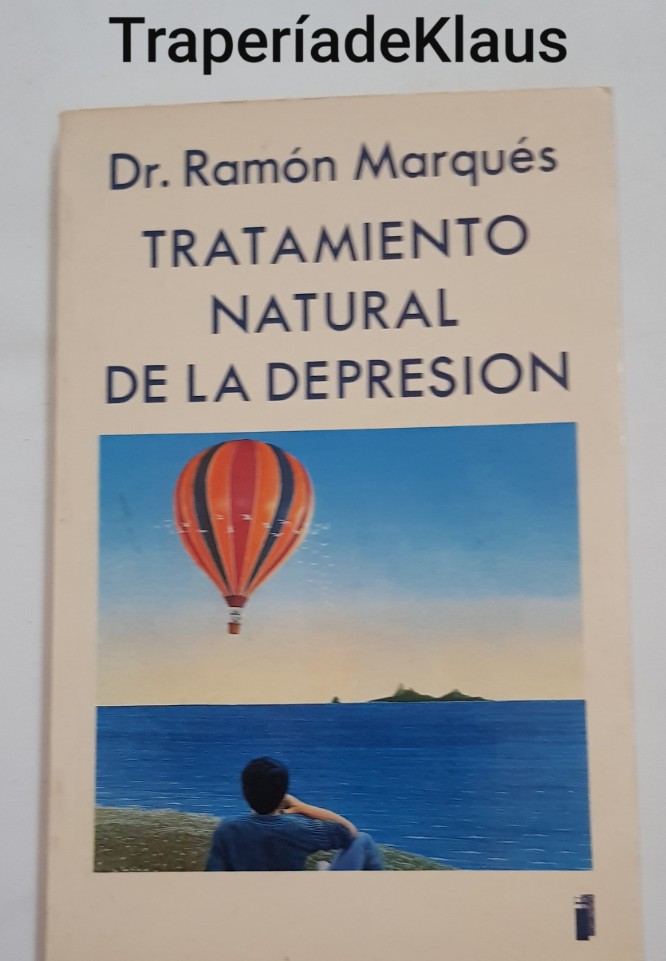 TraperíadeKlaus
Dr. Ramón Marqués
TRATAMIENTO
NATURAL
DE LA DEPRESION